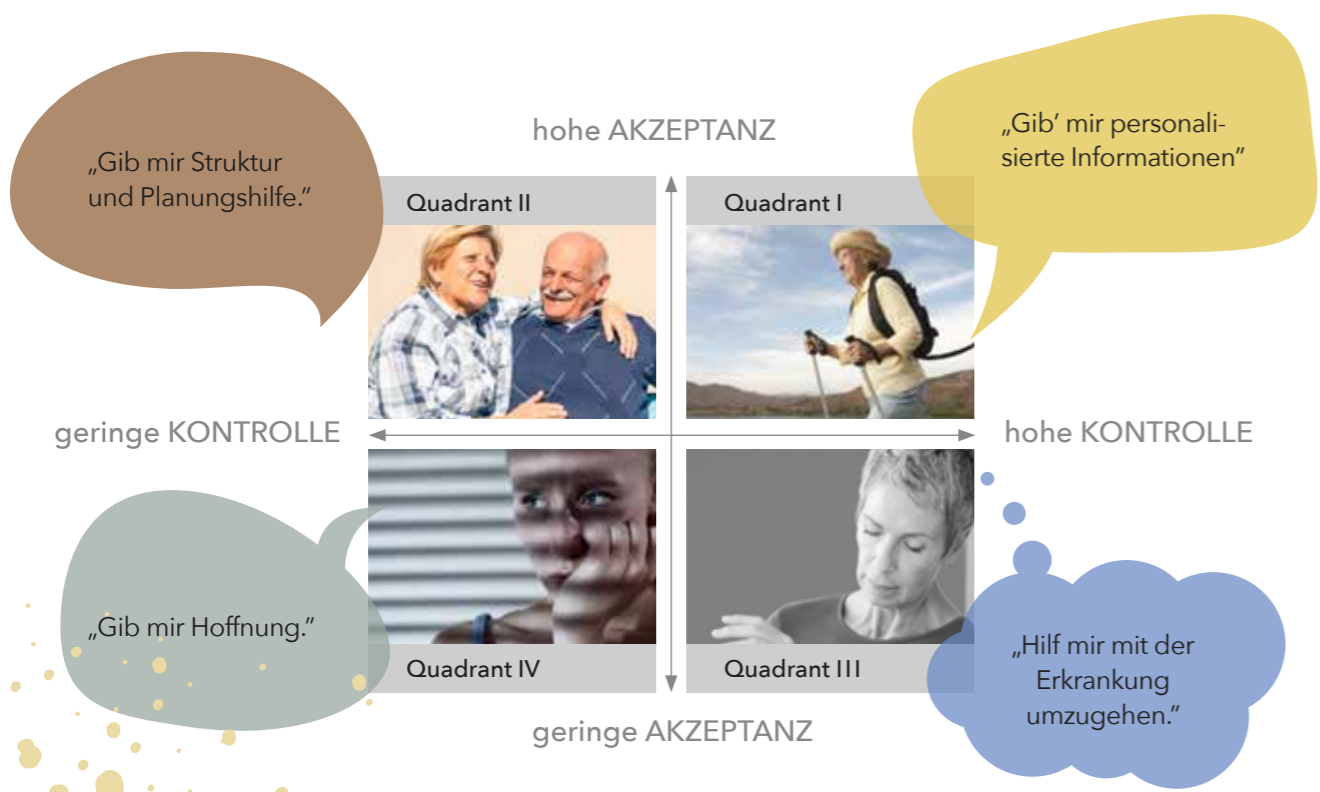 „Gib mir Struktur
und Planungshilfe."
hohe AKZEPTANZ
„Gib' mir personali-
sierte Informationen"
Quadrant II
Quadrant I
geringe KONTROLLE
hohe KONTROLLE
„Gib mir Hoffnung."
Quadrant IV
Quadrant III
„Hilf mir mit der
Erkrankung
umzugehen."
geringe AKZEPTANZ